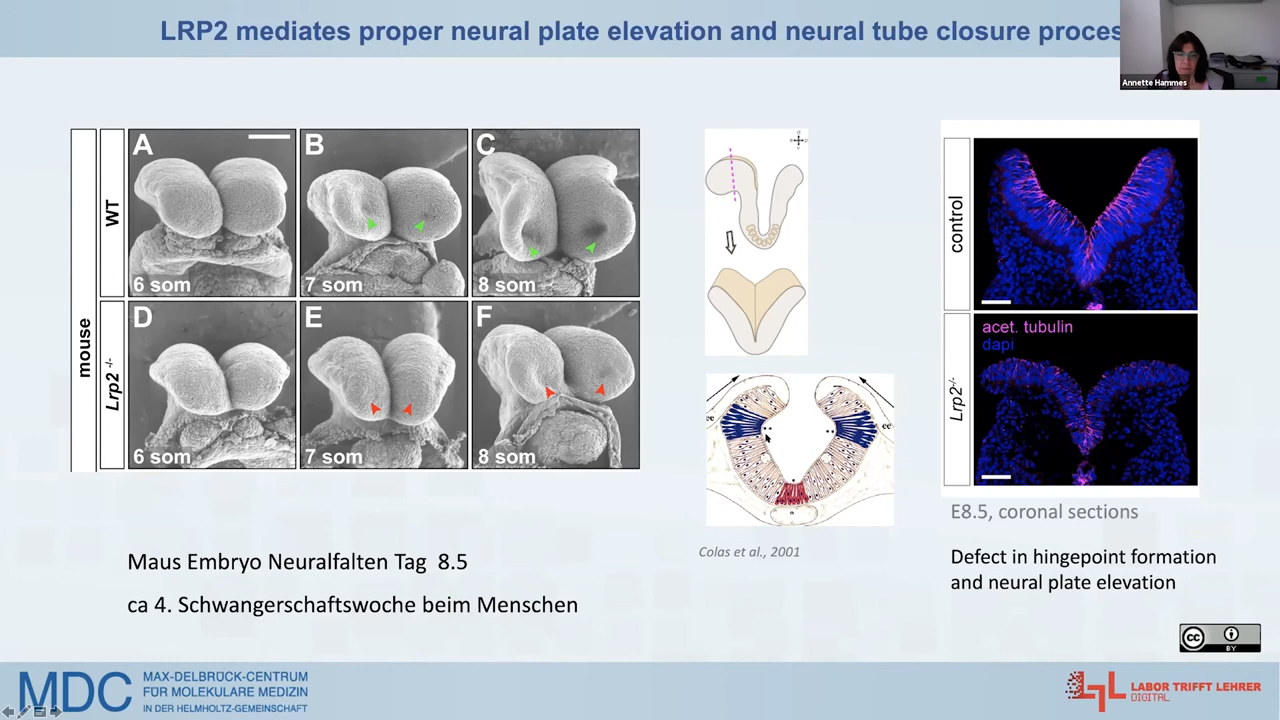 LRP2 mediates proper neural plate elevation and neural tube closure proces
Annette Hammes
mouse
WT
Lrp2 -/-
A
B
C
6 som
7 som
8 som
D
E
F
6 som
7 som
8 som
ee
ee
Colas et al., 2001
control
Lrp2-/-
acet. tubulin
dapi
E8.5, coronal sections
Defect in hingepoint formation
and neural plate elevation
Maus Embryo Neuralfalten Tag 8.5
ca 4. Schwangerschaftswoche beim Menschen
cc
BY
MDC
MAX-DELBRÜCK-CENTRUM
FÜR MOLEKULARE MEDIZIN
IN DER HELMHOLTZ-GEMEINSCHAFT
LTL
LABOR TRIFFT LEHRER
DIGITAL